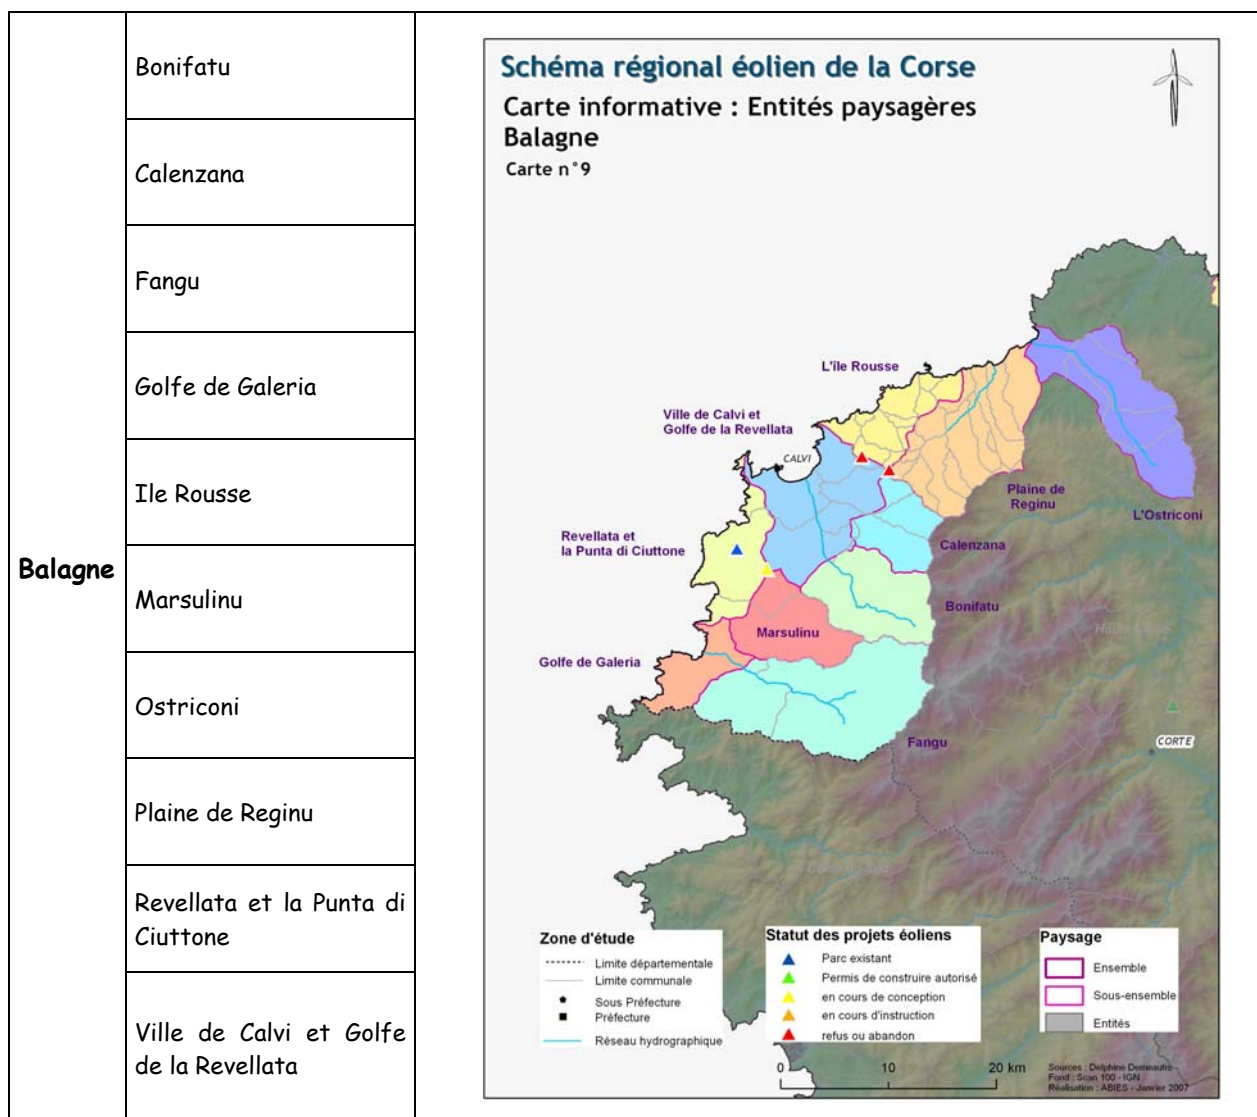 Balagne
Bonifatu
Calenzana
Fangu
Golfe de Galeria
Ile Rousse
Marsulinu
Ostriconi
Plaine de Reginu
Revellata et la Punta di
Ciuttone
Ville de Calvi et Golfe
de la Revellata
Schéma régional éolien de la Corse
Carte informative : Entités paysagères
Balagne
Carte n°9
L'île Rousse
Ville de Calvi et
Golfe de la Revellata
CALVI
Plaine de
Reginu
L'Ostriconi
Revellata et
la Punta di Ciuttone
Calenzana
Bonifatu
Marsulinu
Golfe de Galeria
Fangu
CORTE
Zone d'étude
Limite départementale
Limite communale
Sous Préfecture
Préfecture
Réseau hydrographique
Statut des projets éoliens
Parc existant
Permis de construire autorisé
en cours de conception
en cours d'instruction
refus ou abandon
Paysage
Ensemble
Sous-ensemble
Entités
0 10 20 km
Sources : Delphine Demeautis
Fond : Scan 100 - IGN
Réalisation : ABIES - Janvier 2007